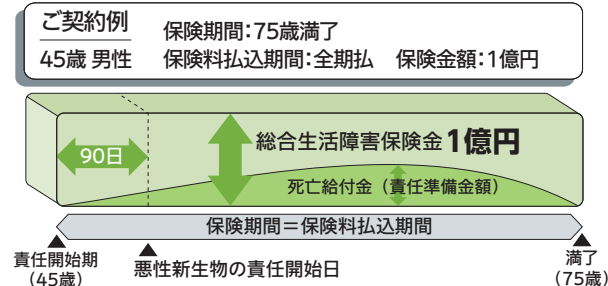 ご契約例
保険期間:75歳満了
45歳 男性
保険料払込期間:全期払 保険金額:1億円
総合生活障害保険金1億円
90日
死亡給付金（責任準備金額）
保険期間＝保険料払込期間
責任開始期
（45歳）
悪性新生物の責任開始日
満了
（75歳）